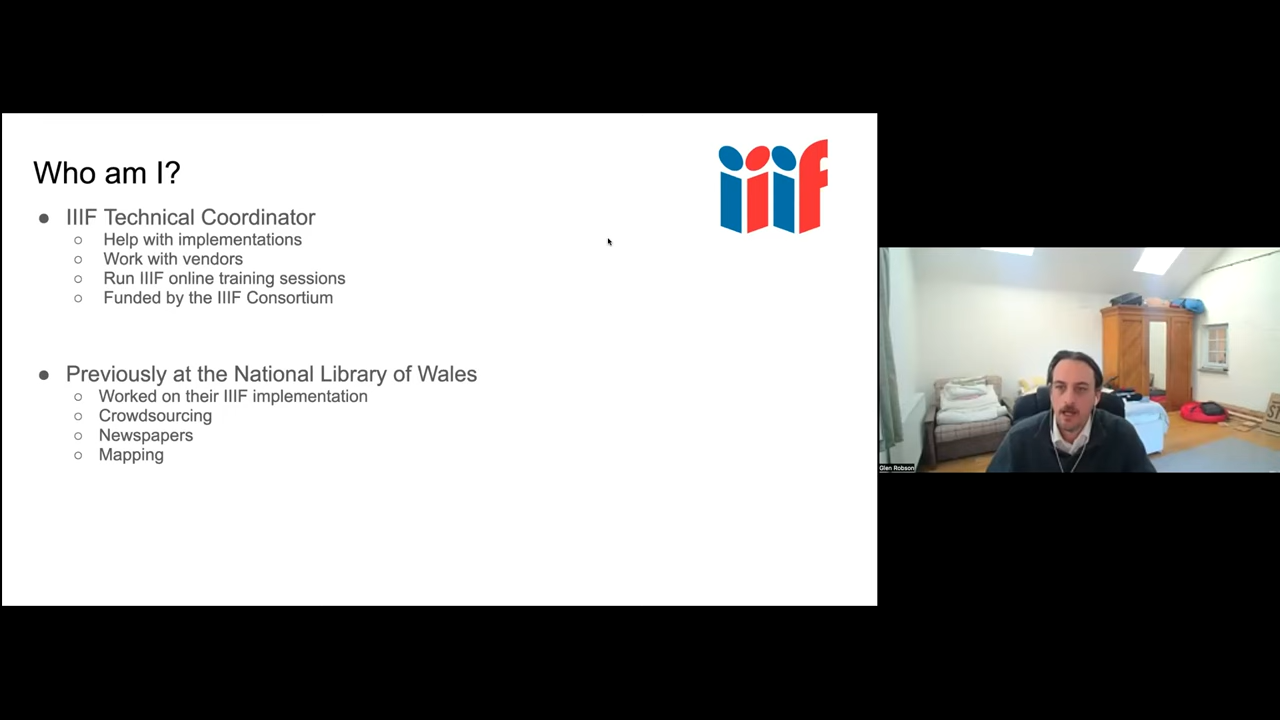 Who am I?
iiif
● IIIF Technical Coordinator
○ Help with implementations
○ Work with vendors
○ Run IIIF online training sessions
○ Funded by the IIIF Consortium
● Previously at the National Library of Wales
○ Worked on their IIIF implementation
○ Crowdsourcing
○ Newspapers
○ Mapping
Glen Robson